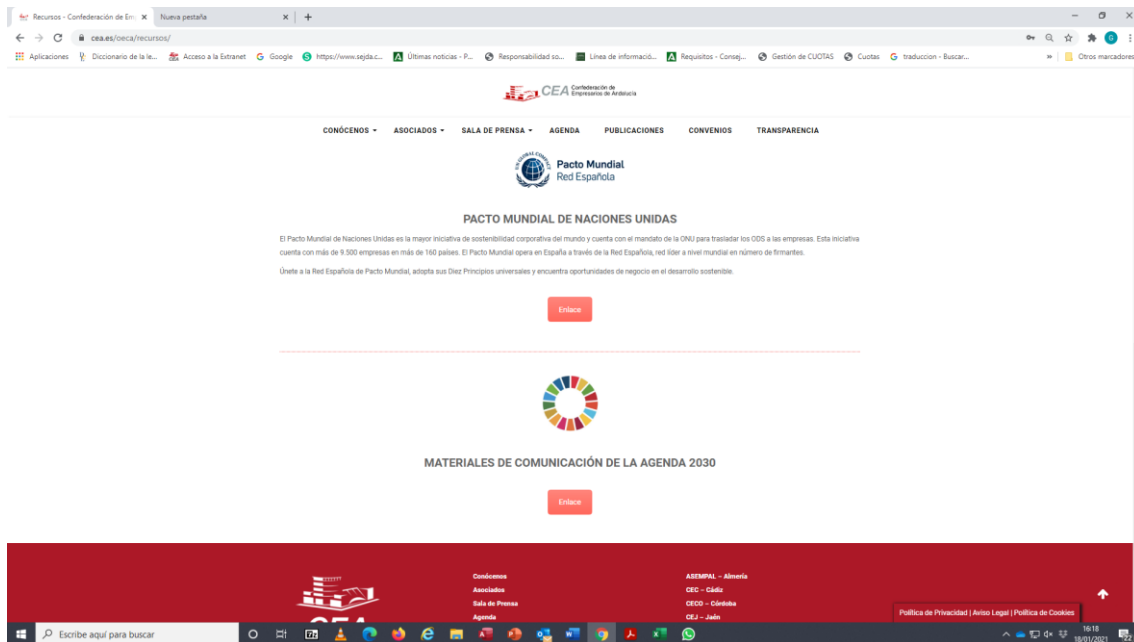 Recursos - Confederación de Em
Nueva pestaña
cea.es/oeca/recursos/
Aplicaciones
Diccionario de la le...
Acceso a la Extranet
Google
https://www.sejda.c...
Últimas noticias - P...
Responsabilidad so...
Línea de informació...
Requisitos - Consej...
Gestión de CUOTAS
Cuotas
traduccion - Buscar...
»
Otros marcadores
CEA Confederación de
Empresarios de Andalucía
CONÓCENOS
ASOCIADOS
SALA DE PRENSA
AGENDA
PUBLICACIONES
CONVENIOS
TRANSPARENCIA
Pacto Mundial
Red Española
PACTO MUNDIAL DE NACIONES UNIDAS
El Pacto Mundial de Naciones Unidas es la mayor iniciativa de sostenibilidad corporativa del mundo y cuenta con el mandato de la ONU para trasladar los ODS a las empresas. Esta iniciativa
cuenta con más de 9.500 empresas en más de 160 países. El Pacto Mundial opera en España a través de la Red Española, red líder a nivel mundial en número de firmantes.
Únete a la Red Española de Pacto Mundial, adopta sus Diez Principios universales y encuentra oportunidades de negocio en el desarrollo sostenible.
Enlace
MATERIALES DE COMUNICACIÓN DE LA AGENDA 2030
Enlace
Conócenos
Asociados
Sala de Prensa
Agenda
ASEMPAL – Almería
CEC – Cádiz
CECO – Córdoba
CEJ – Jaén
Política de Privacidad | Aviso Legal | Política de Cookies
Escribe aquí para buscar
16:18
18/01/2021